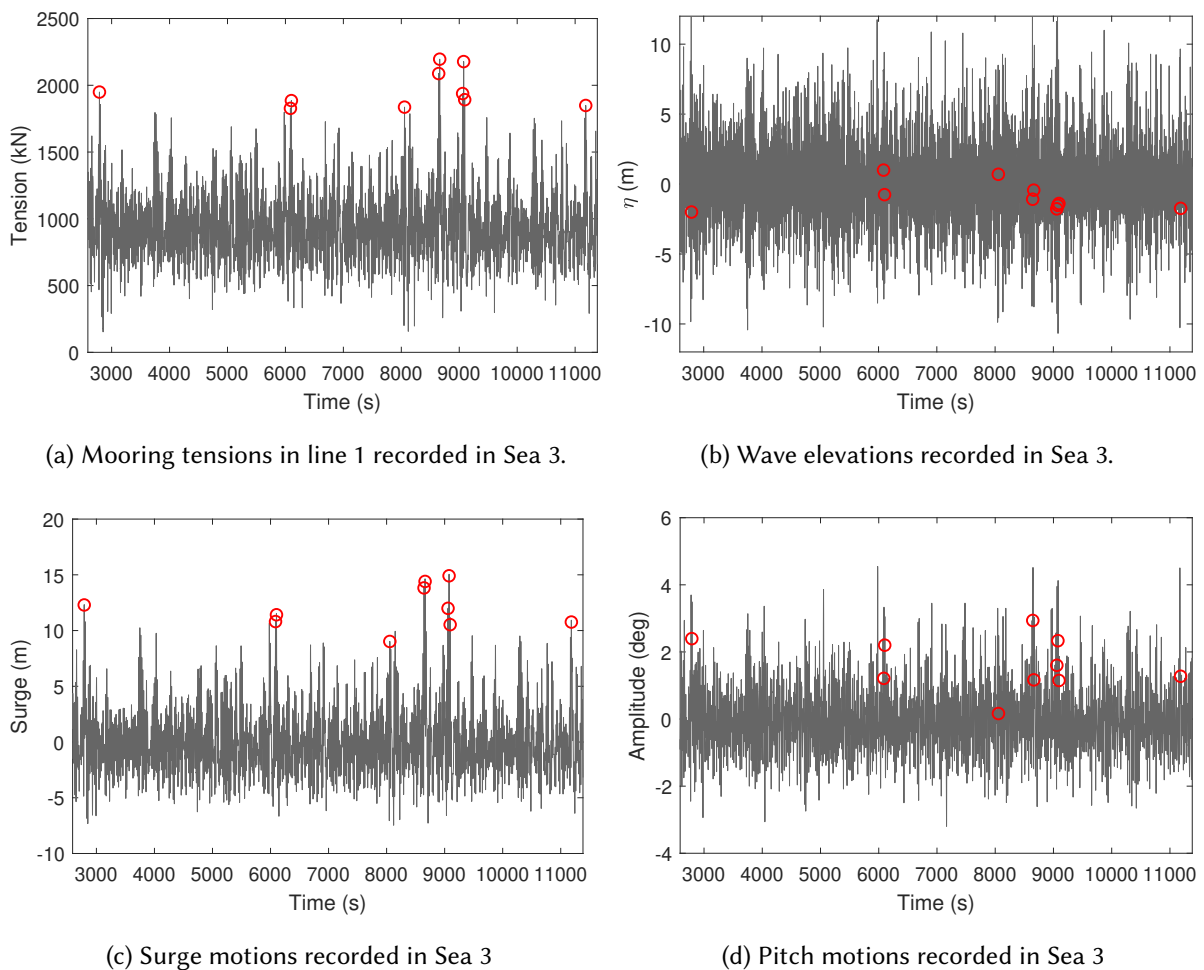 2500
2000
1500
1000
500
0
Tension (kN)
3000 4000 5000 6000 7000 8000 9000 10000 11000
Time (s)
(a) Mooring tensions in line 1 recorded in Sea 3.
10
5
0
-5
-10
η (m)
3000 4000 5000 6000 7000 8000 9000 10000 11000
Time (s)
(b) Wave elevations recorded in Sea 3.
20
15
10
5
0
-5
-10
Surge (m)
3000 4000 5000 6000 7000 8000 9000 10000 11000
Time (s)
(c) Surge motions recorded in Sea 3
6
4
2
0
-2
-4
Amplitude (deg)
3000 4000 5000 6000 7000 8000 9000 10000 11000
Time (s)
(d) Pitch motions recorded in Sea 3